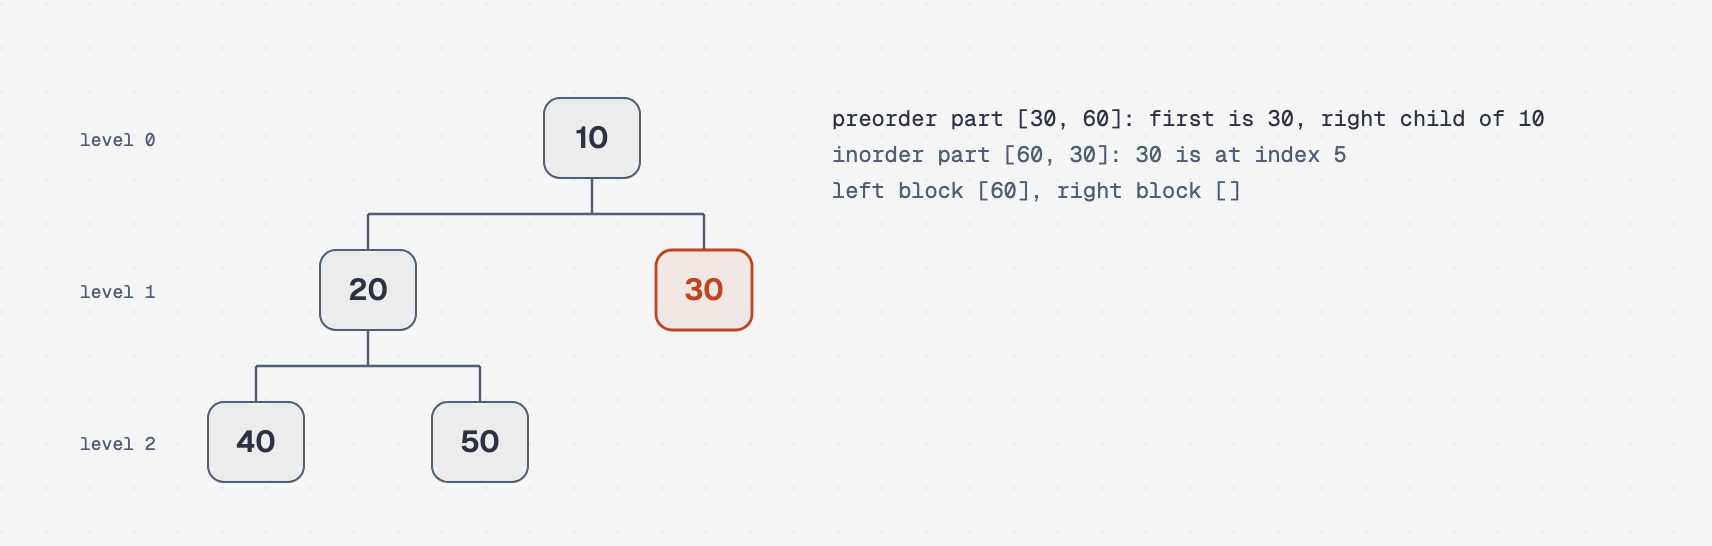 10
level 0
preorder part [30, 60]: first is 30, right child of 10
inorder part [60, 30]: 30 is at index 5
left block [60], right block []
level 1
20
30
level 2
40
50